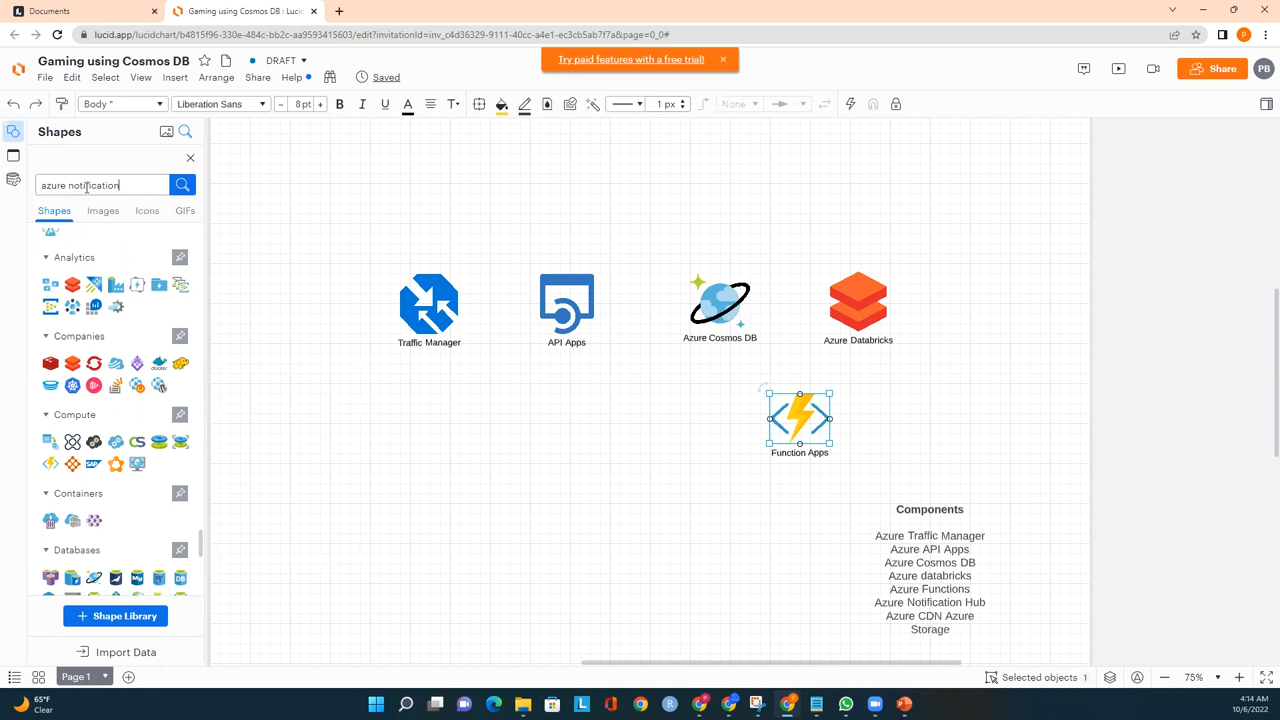 Documents
Gaming using Cosmos DB : Lucid
lucid.app/lucidchart/b4815f96-330e-484c-bb2c-aa9593415603/edit?invitationId=inv_c4d36329-9111-40cc-a4e1-ec3cb5ab7f7a&page=0_0#
Gaming using Cosmos DB
DRAFT
Try paid features with a free trial!
Share
PB
File Edit Select View Insert Arrange Share Help Saved
Body * Liberation Sans 8 pt B I U A T 1 px None
Shapes
azure notification
Shapes Images Icons GIFs
Analytics
Companies
Compute
Containers
Databases
+ Shape Library
Import Data
Traffic Manager
API Apps
Azure Cosmos DB
Azure Databricks
Function Apps
Components
Azure Traffic Manager
Azure API Apps
Azure Cosmos DB
Azure databricks
Azure Functions
Azure Notification Hub
Azure CDN Azure
Storage
Page 1
Selected objects 1
75%
65°F
Clear
4:14 AM
10/6/2022